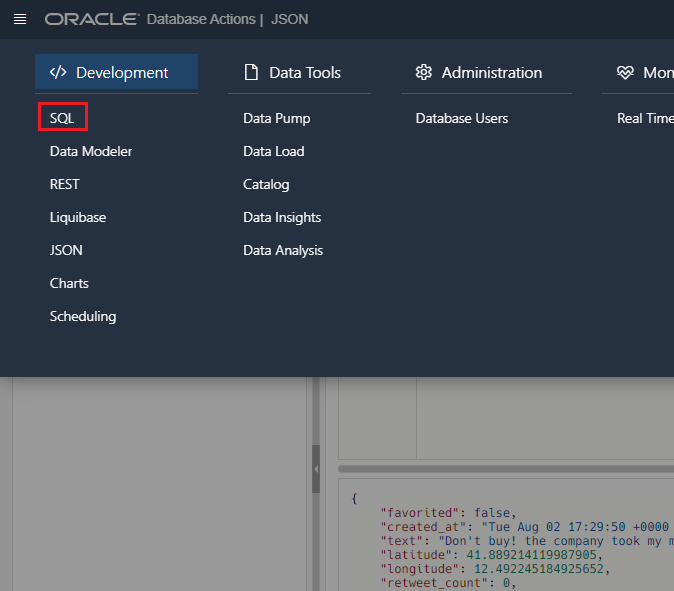 ORACLE Database Actions | JSON
Development
SQL
Data Modeler
REST
Liquibase
JSON
Charts
Scheduling
Data Tools
Data Pump
Data Load
Catalog
Data Insights
Data Analysis
Administration
Database Users
Mon
Real Time
{
"favorited": false,
"created_at": "Tue Aug 02 17:29:50 +0000
"text": "Don't buy! the company took my m
"latitude": 41.889214119987905,
"longitude": 12.492245184925652,
"retweet_count": 0,